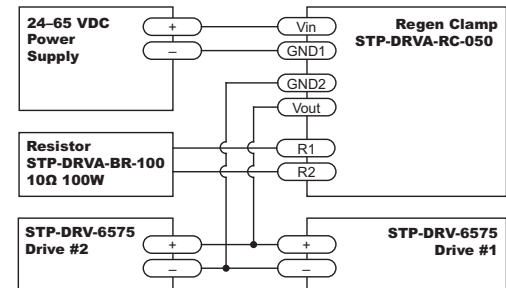 24–65 VDC
Power
Supply
+
–
Vin
GND1
GND2
Vout
R1
R2
Regen Clamp
STP-DRVA-RC-050
Resistor
STP-DRVA-BR-100
10Ω 100W
STP-DRV-6575
Drive #2
+
–
+
–
STP-DRV-6575
Drive #1